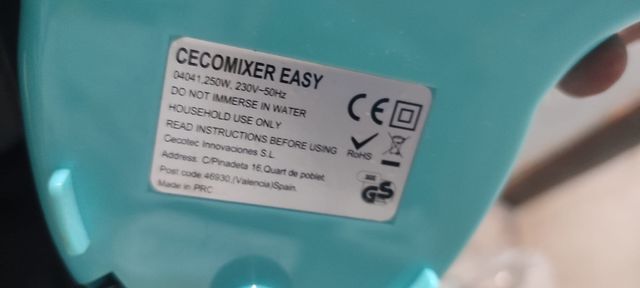 CECOMIXER EASY
04041,250W, 230V~50Hz
DO NOT IMMERSE IN WATER
HOUSEHOLD USE ONLY
READ INSTRUCTIONS BEFORE USING
Cecotec Innovaciones S.L
Address: C/Pinadeta 16,Quart de poblet
Post code:46930,(Valencia)Spain.
Made in PRC
CE
RoHS
GS